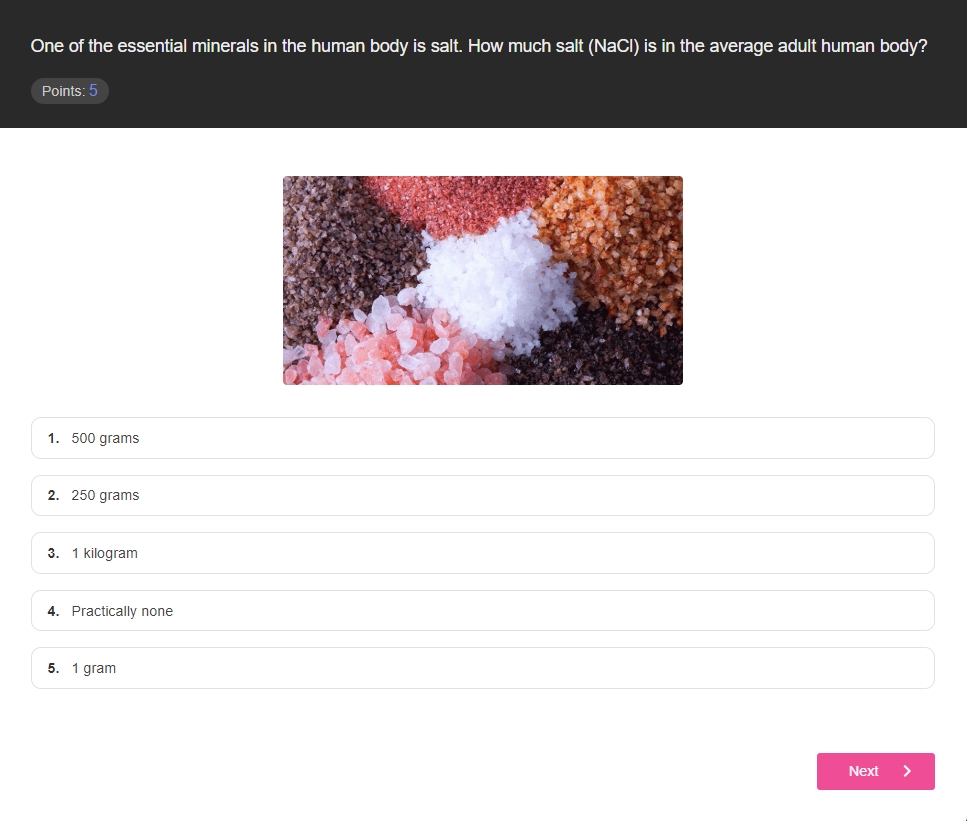 One of the essential minerals in the human body is salt. How much salt (NaCl) is in the average adult human body?
Points: 5
1. 500 grams
2. 250 grams
3. 1 kilogram
4. Practically none
5. 1 gram
Next